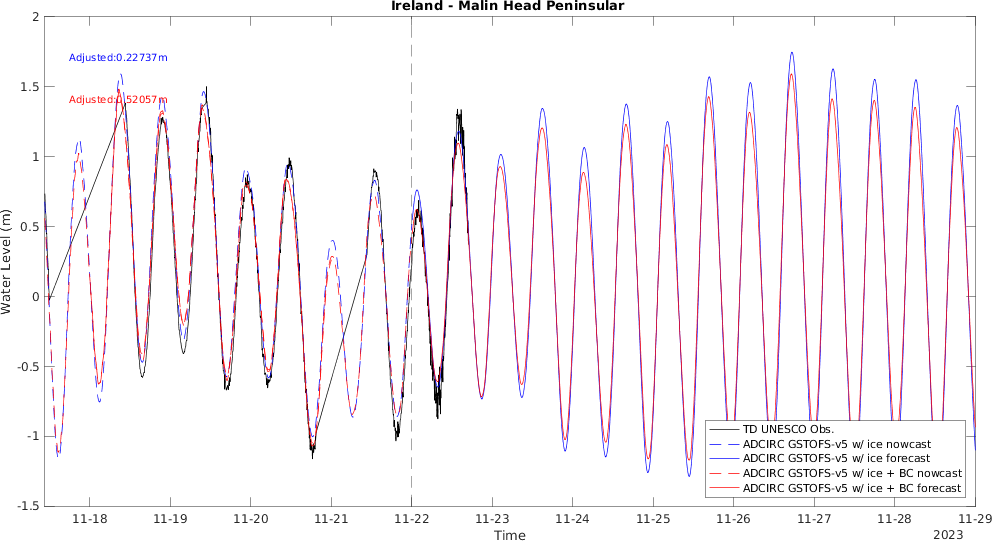 Ireland - Malin Head Peninsular
Water Level (m)
2
1.5
1
0.5
0
-0.5
-1
-1.5
Adjusted:0.22737m
Adjusted:0.52057m
TD UNESCO Obs.
ADCIRC GSTOFS-v5 w/ ice nowcast
ADCIRC GSTOFS-v5 w/ ice forecast
ADCIRC GSTOFS-v5 w/ ice + BC nowcast
ADCIRC GSTOFS-v5 w/ ice + BC forecast
11-18 11-19 11-20 11-21 11-22 11-23 11-24 11-25 11-26 11-27 11-28 11-29
Time
2023